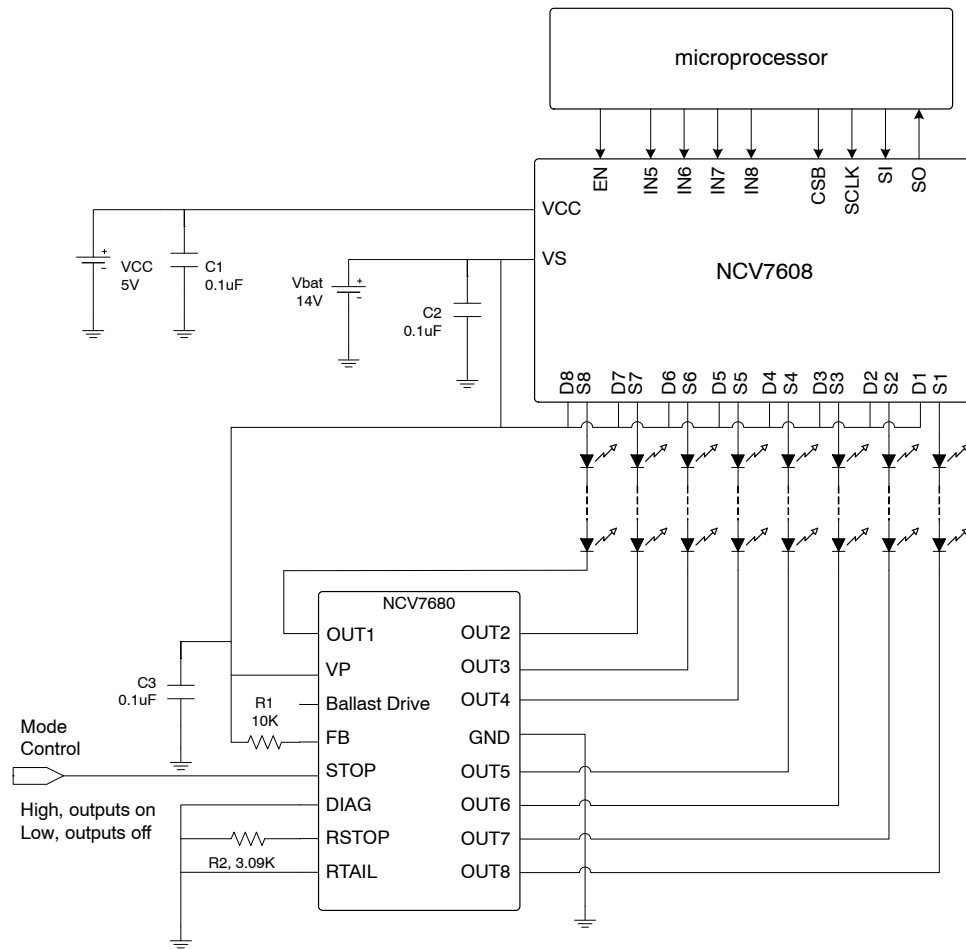 microprocessor
EN IN5 IN6 IN7 IN8 CSB SCLK SI SO
VCC
VS
NCV7608
VCC
5V
C1
0.1uF
Vbat
14V
C2
0.1uF
D8 S8 D7 S7 D6 S6 D5 S5 D4 S4 D3 S3 D2 S2 D1 S1
NCV7680
OUT1
VP
Ballast Drive
FB
STOP
DIAG
RSTOP
RTAIL
OUT2
OUT3
OUT4
GND
OUT5
OUT6
OUT7
OUT8
C3
0.1uF
R1
10K
Mode
Control
High, outputs on
Low, outputs off
R2, 3.09K